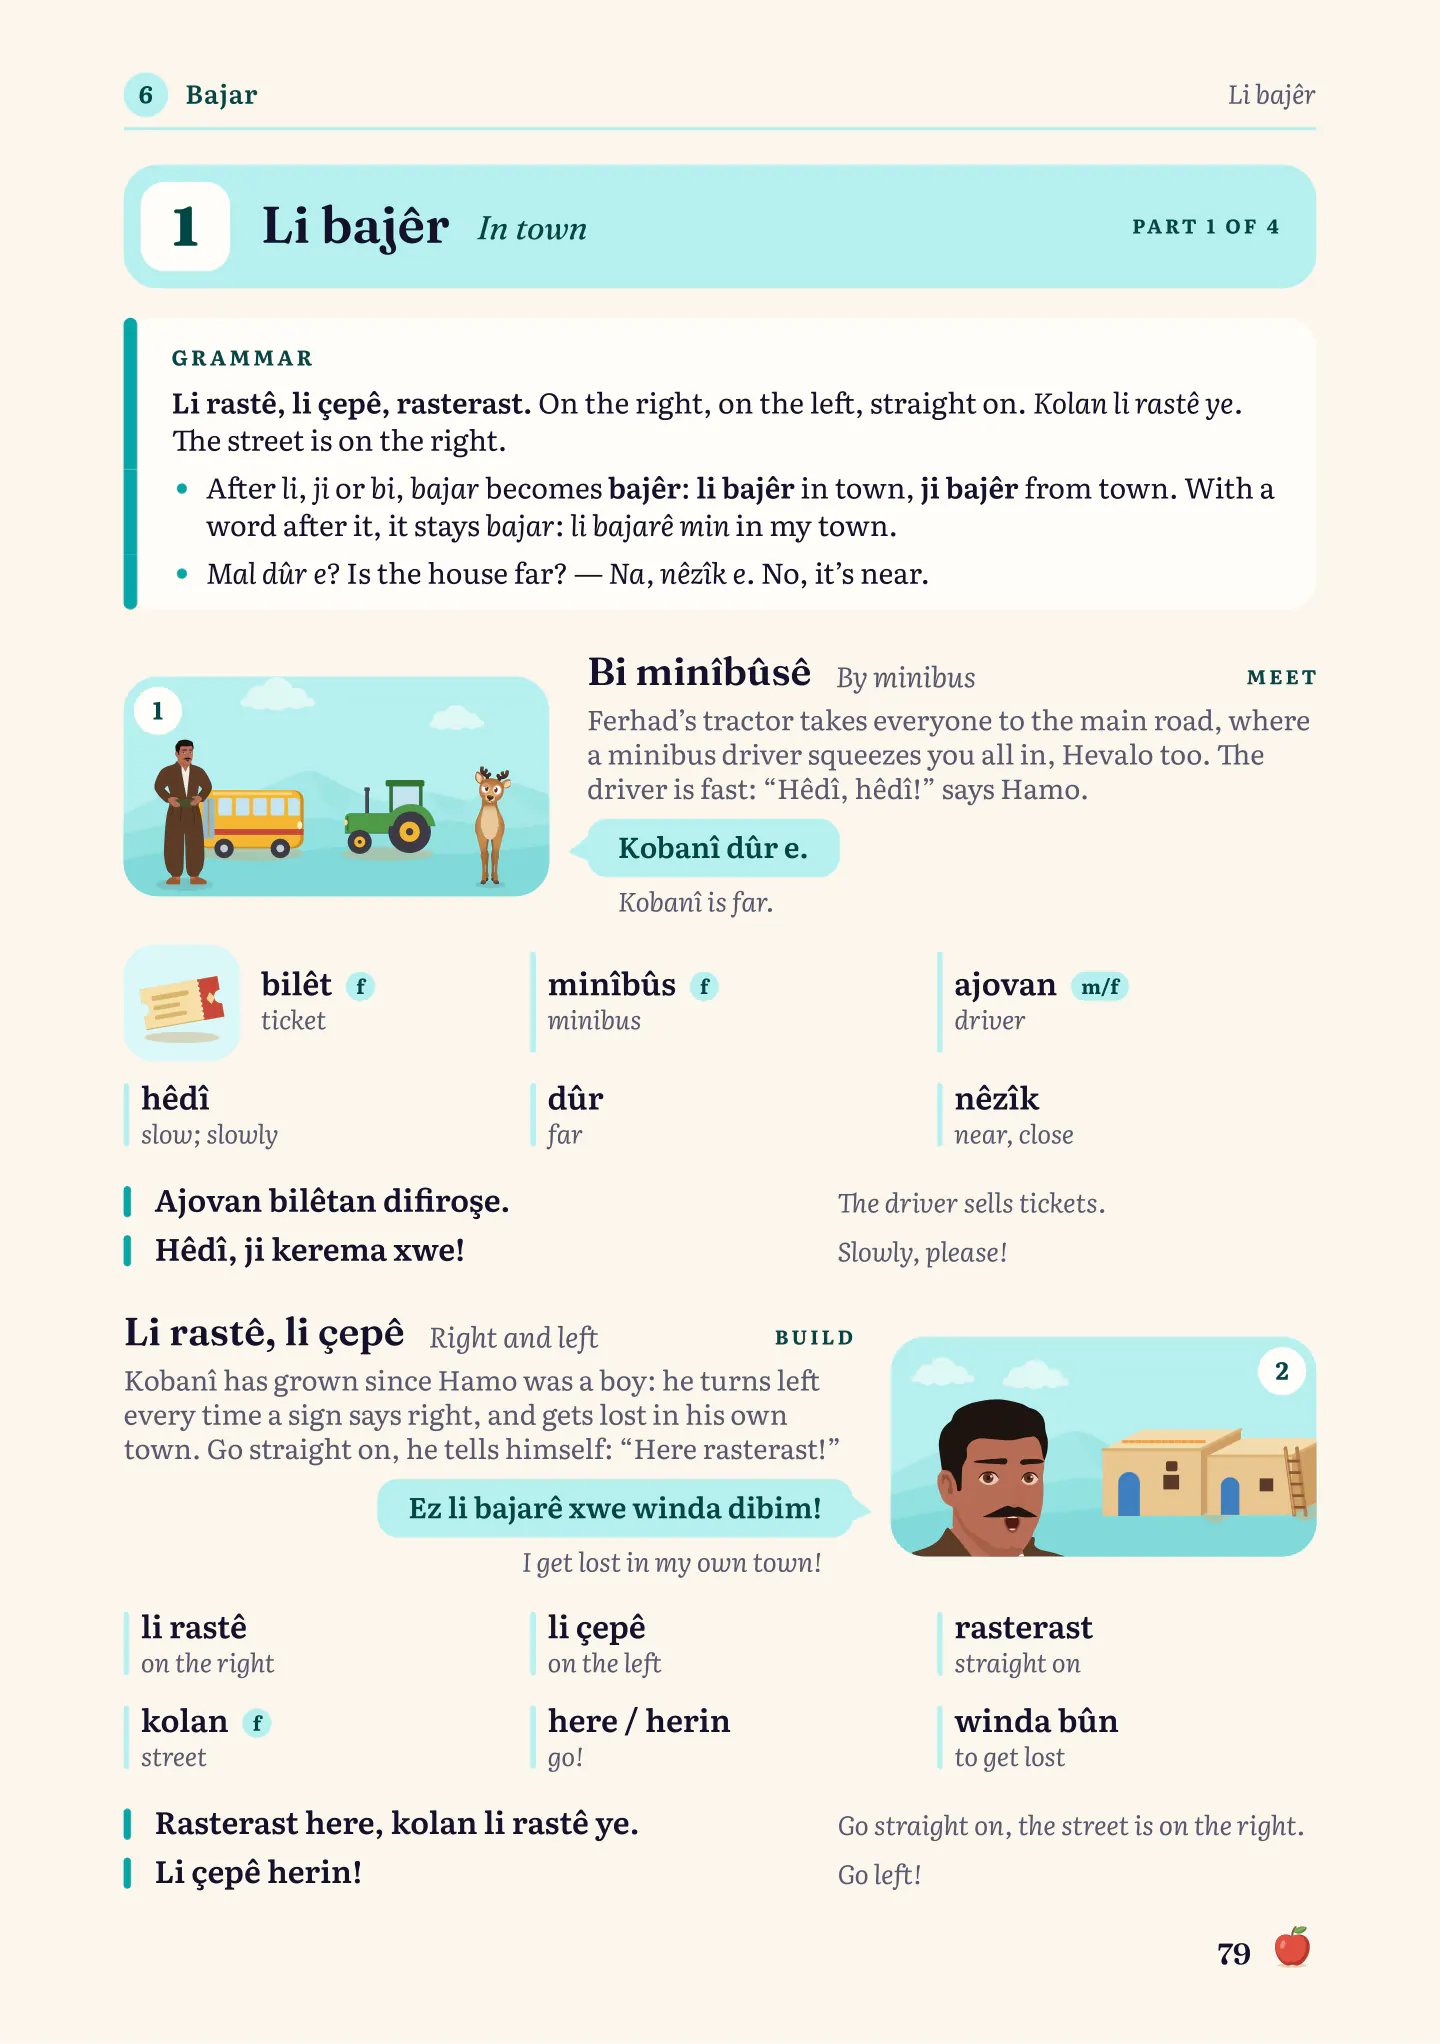 6 Bajar
Li bajêr
1 Li bajêr In town PART 1 OF 4
GRAMMAR
Li rastê, li çepê, rasterast. On the right, on the left, straight on. Kolan li rastê ye.
The street is on the right.
• After li, ji or bi, bajar becomes bajêr: li bajêr in town, ji bajêr from town. With a
word after it, it stays bajar: li bajarê min in my town.
• Mal dûr e? Is the house far? — Na, nêzîk e. No, it’s near.
1
Bi minîbûsê By minibus MEET
Ferhad’s tractor takes everyone to the main road, where
a minibus driver squeezes you all in, Hevalo too. The
driver is fast: “Hêdî, hêdî!” says Hamo.
Kobanî dûr e.
Kobanî is far.
bilêt f
ticket
minîbûs f
minibus
ajovan m/f
driver
hêdî
slow; slowly
dûr
far
nêzîk
near, close
Ajovan bilêtan difiroşe. The driver sells tickets.
Hêdî, ji kerema xwe! Slowly, please!
Li rastê, li çepê Right and left BUILD
Kobanî has grown since Hamo was a boy: he turns left
every time a sign says right, and gets lost in his own
town. Go straight on, he tells himself: “Here rasterast!”
Ez li bajarê xwe winda dibim!
I get lost in my own town!
2
li rastê
on the right
li çepê
on the left
rasterast
straight on
kolan f
street
here / herin
go!
winda bûn
to get lost
Rasterast here, kolan li rastê ye. Go straight on, the street is on the right.
Li çepê herin! Go left!
79